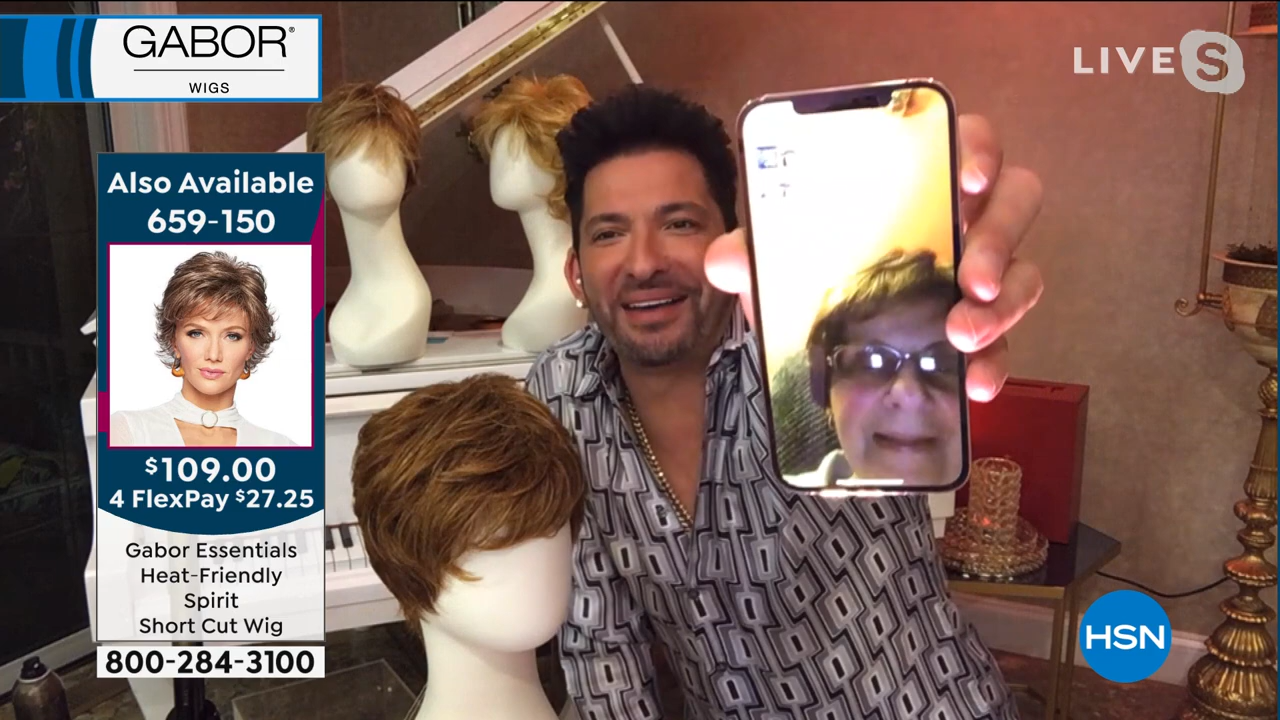 GABOR®
WIGS
Also Available
659-150
$109.00
4 FlexPay $27.25
Gabor Essentials
Heat-Friendly
Spirit
Short Cut Wig
800-284-3100
LIVE S
HSN